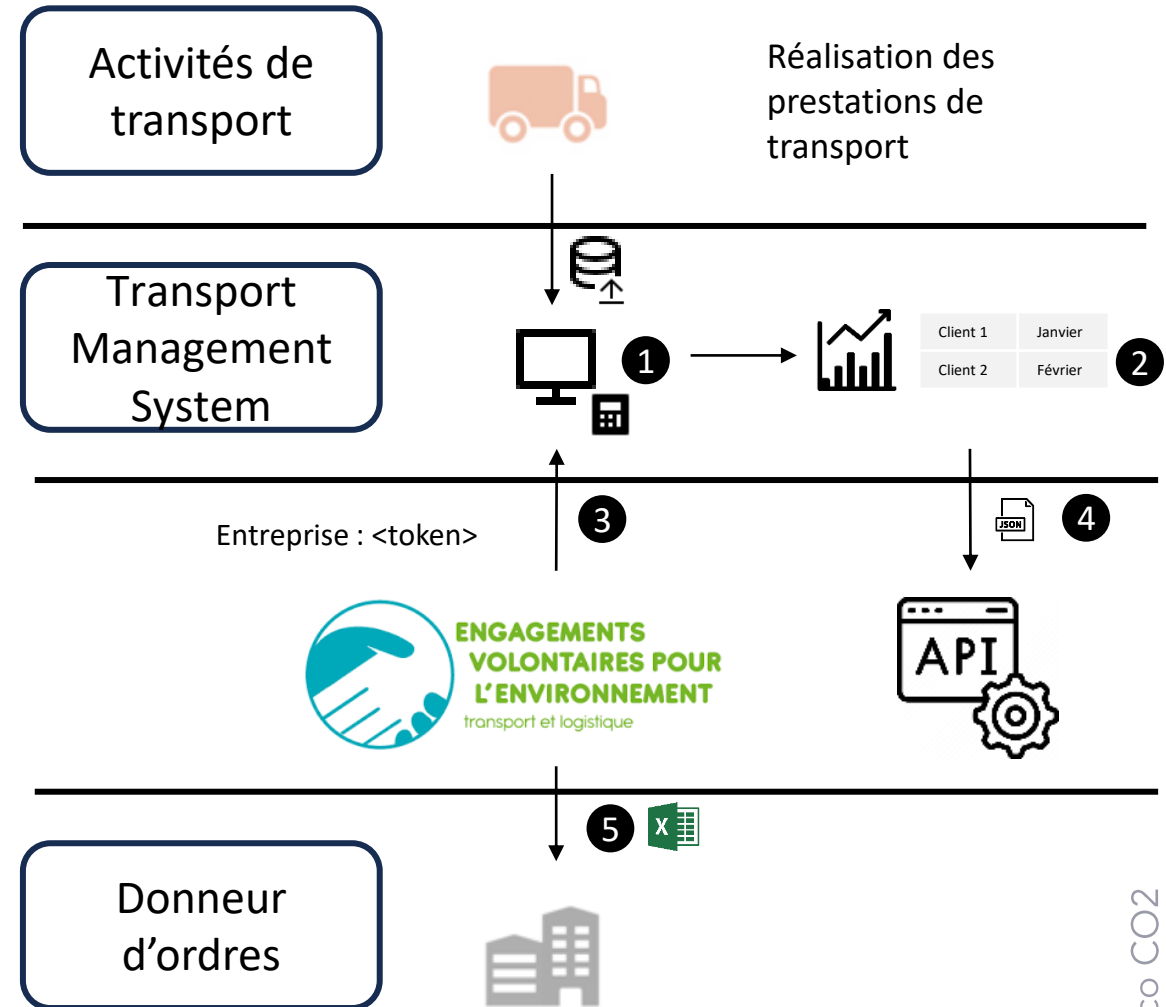 Activités de
transport
Réalisation des
prestations de
transport
Transport
Management
System
1
Client 1 Janvier
Client 2 Février
2
3
Entreprise : <token>
JSON
4
ENGAGEMENTS
VOLONTAIRES POUR
L'ENVIRONNEMENT
transport et logistique
API
5
X
Donneur
d’ordres
CO2